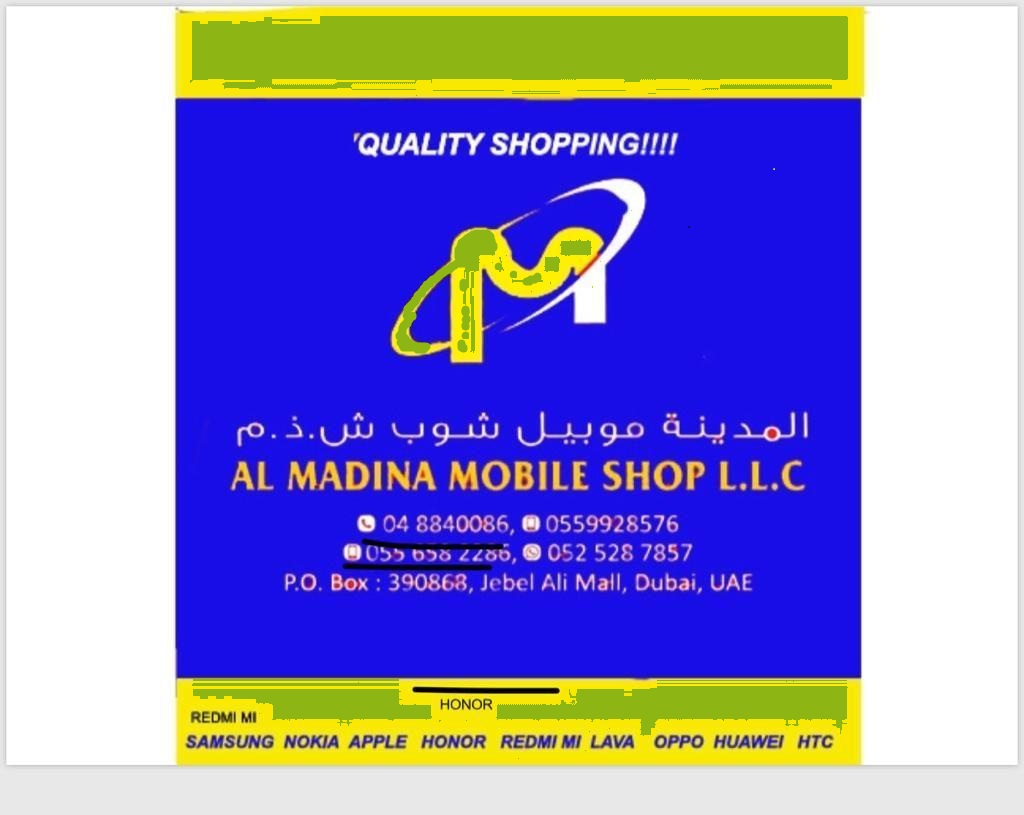 'QUALITY SHOPPING!!!!
المدينة موبيل شوب ش.ذ.م
AL MADINA MOBILE SHOP L.L.C
04 8840086, 0559928576
055 658 2286, 052 528 7857
P.O. Box : 390868, Jebel Ali Mall, Dubai, UAE
HONOR
REDMI MI
SAMSUNG NOKIA APPLE HONOR REDMI MI LAVA OPPO HUAWEI HTC